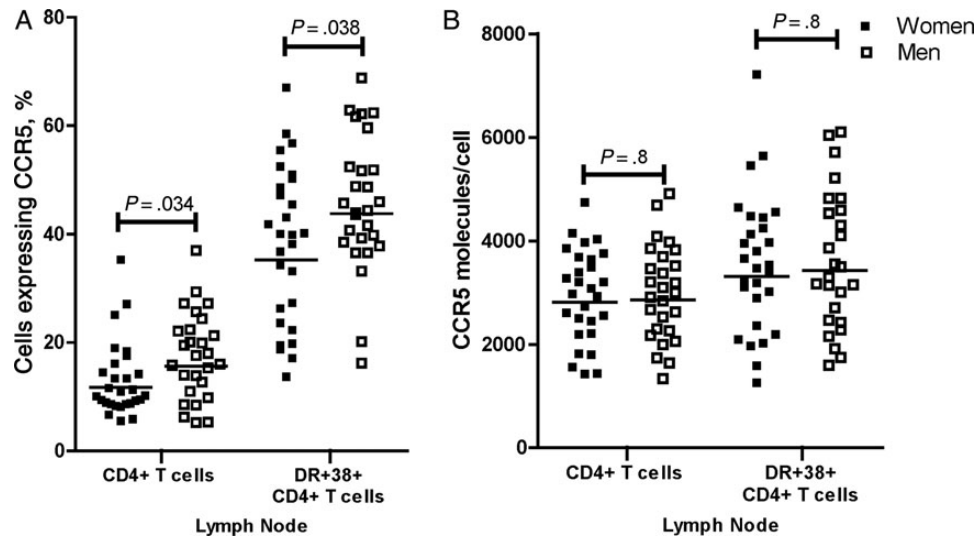 A
Cells expressing CCR5, %
80
60
40
20
0
P = .034
P = .038
CD4+ T cells
DR+38+
CD4+ T cells
Lymph Node
B
CCR5 molecules/cell
8000
6000
4000
2000
0
P = .8
P = .8
CD4+ T cells
DR+38+
CD4+ T cells
Lymph Node
Women
Men